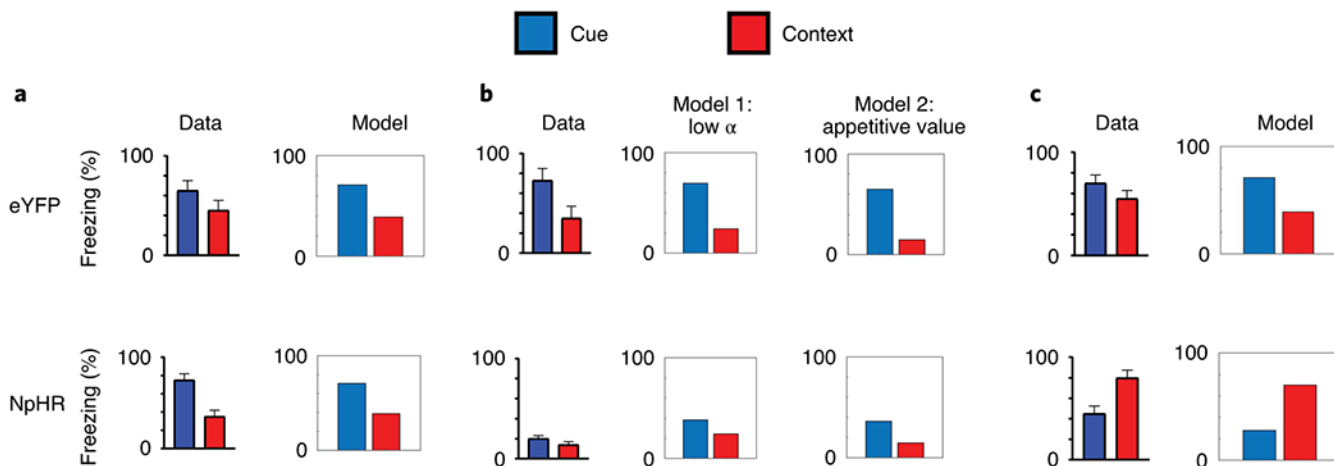 Cue Context
a b c
Data Model Data Model 1: low α Model 2: appetitive value Data Model
eYFP
Freezing (%)
100 100 100 100 100 100 100
0 0 0 0 0 0 0
NpHR
Freezing (%)
100 100 100 100 100 100 100
0 0 0 0 0 0 0